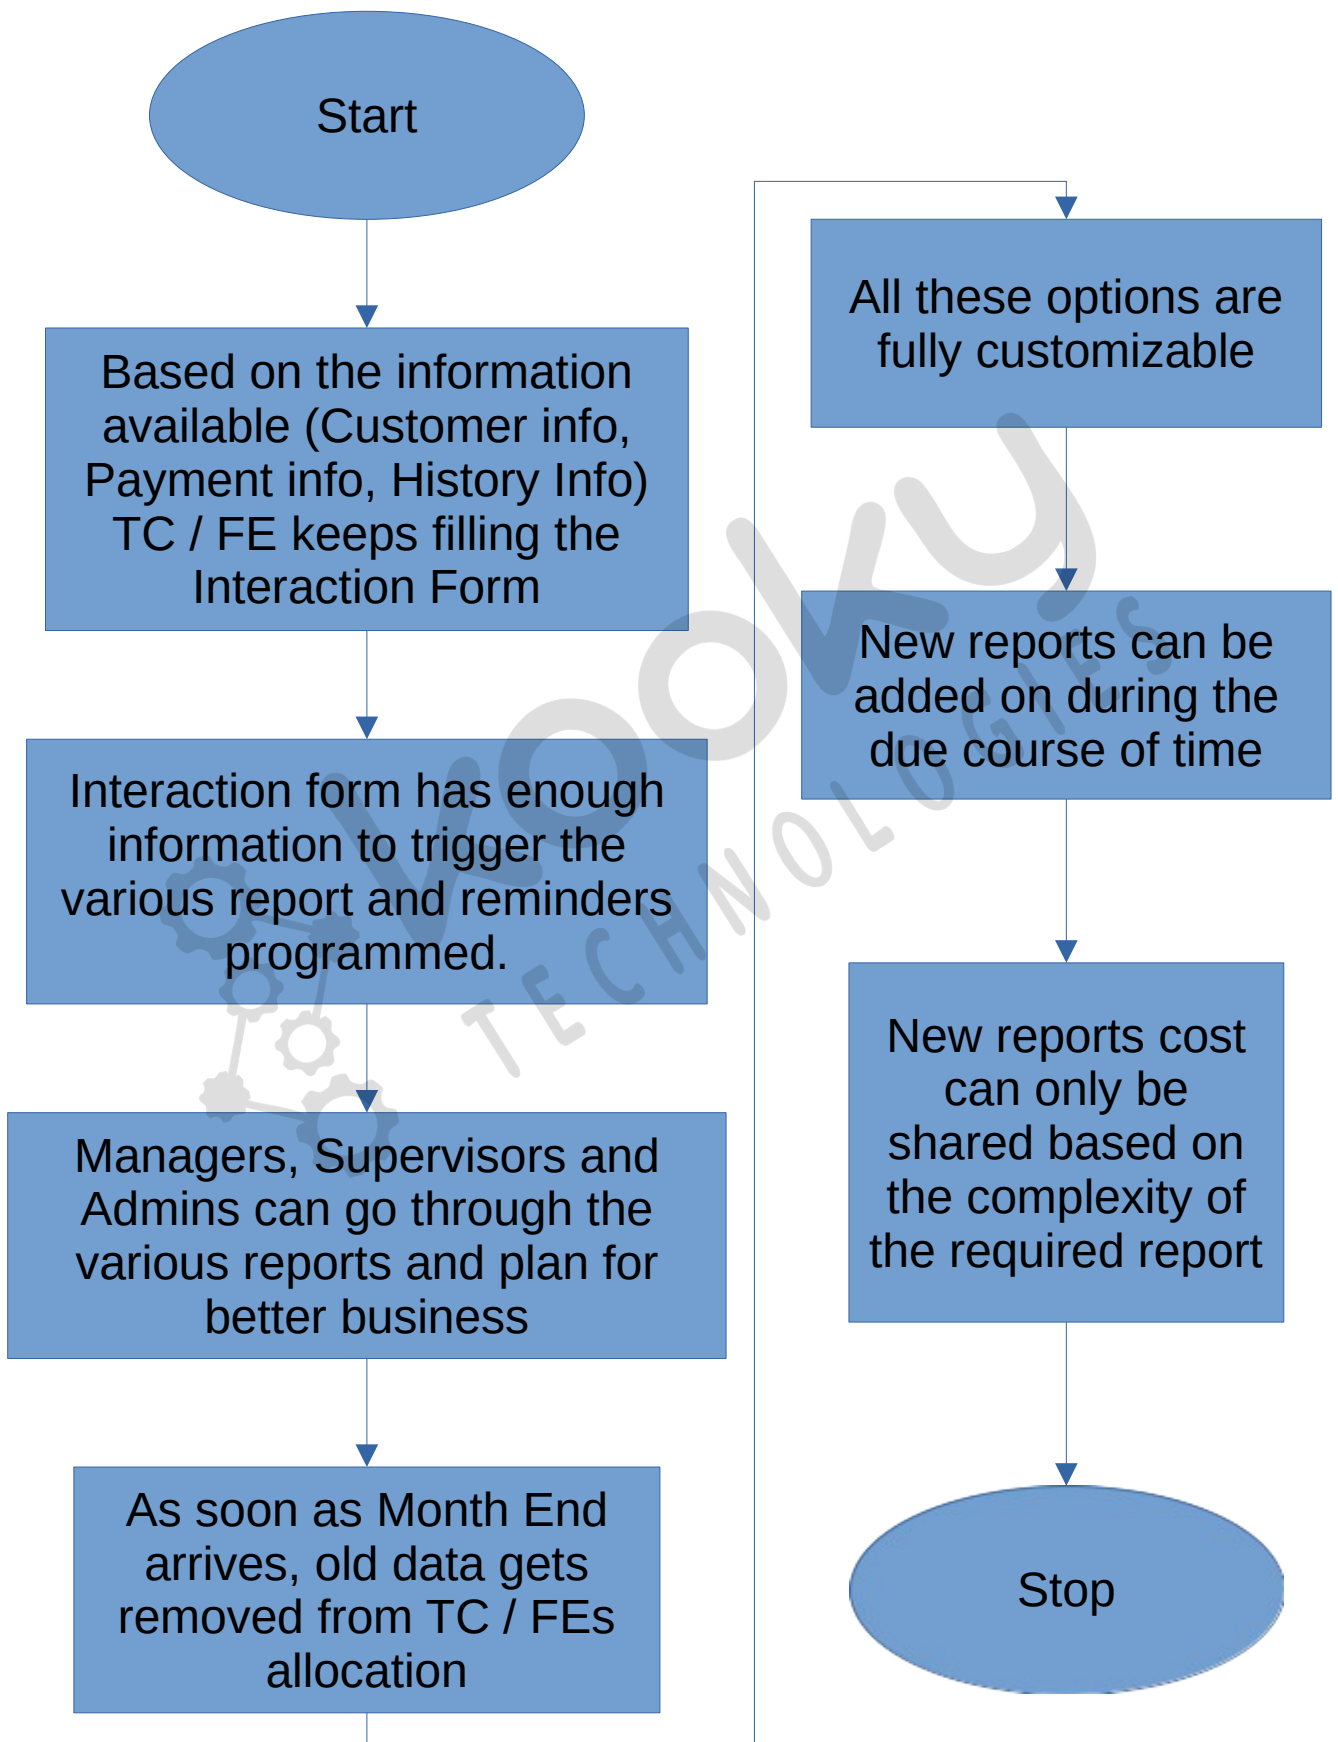 Start
Based on the information
available (Customer info,
Payment info, History Info)
TC / FE keeps filling the
Interaction Form
Interaction form has enough
information to trigger the
various report and reminders
programmed.
Managers, Supervisors and
Admins can go through the
various reports and plan for
better business
As soon as Month End
arrives, old data gets
removed from TC / FEs
allocation
All these options are
fully customizable
New reports can be
added on during the
due course of time
New reports cost
can only be
shared based on
the complexity of
the required report
Stop
kooky
TECHNOLOGIES